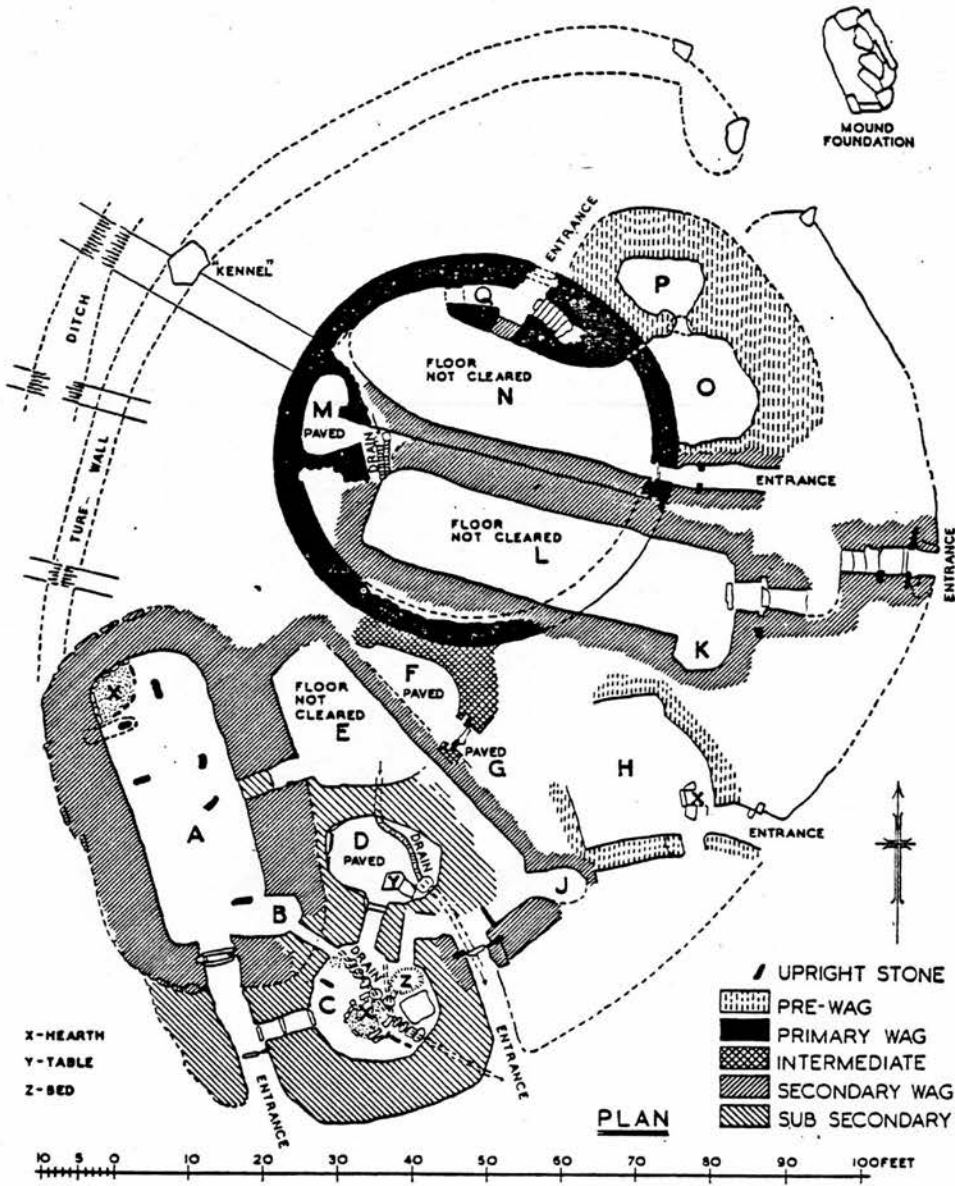 MOUND
FOUNDATION
ENTRANCE
"KENNEL"
DITCH
TURF WALL
P
Q
FLOOR
NOT CLEARED
N
O
M
PAVED
DRAIN
ENTRANCE
FLOOR
NOT CLEARED
L
ENTRANCE
K
F
PAVED
X
FLOOR
NOT
CLEARED
E
PAVED
G
H
X
ENTRANCE
A
D
PAVED
DRAIN
Y
J
B
DRAIN
Z
C
X
ENTRANCE
ENTRANCE
X-HEARTH
Y-TABLE
Z-BED
UPRIGHT STONE
PRE-WAG
PRIMARY WAG
INTERMEDIATE
SECONDARY WAG
SUB SECONDARY
PLAN
10 0 10 20 30 40 50 60 70 80 90 100 FEET